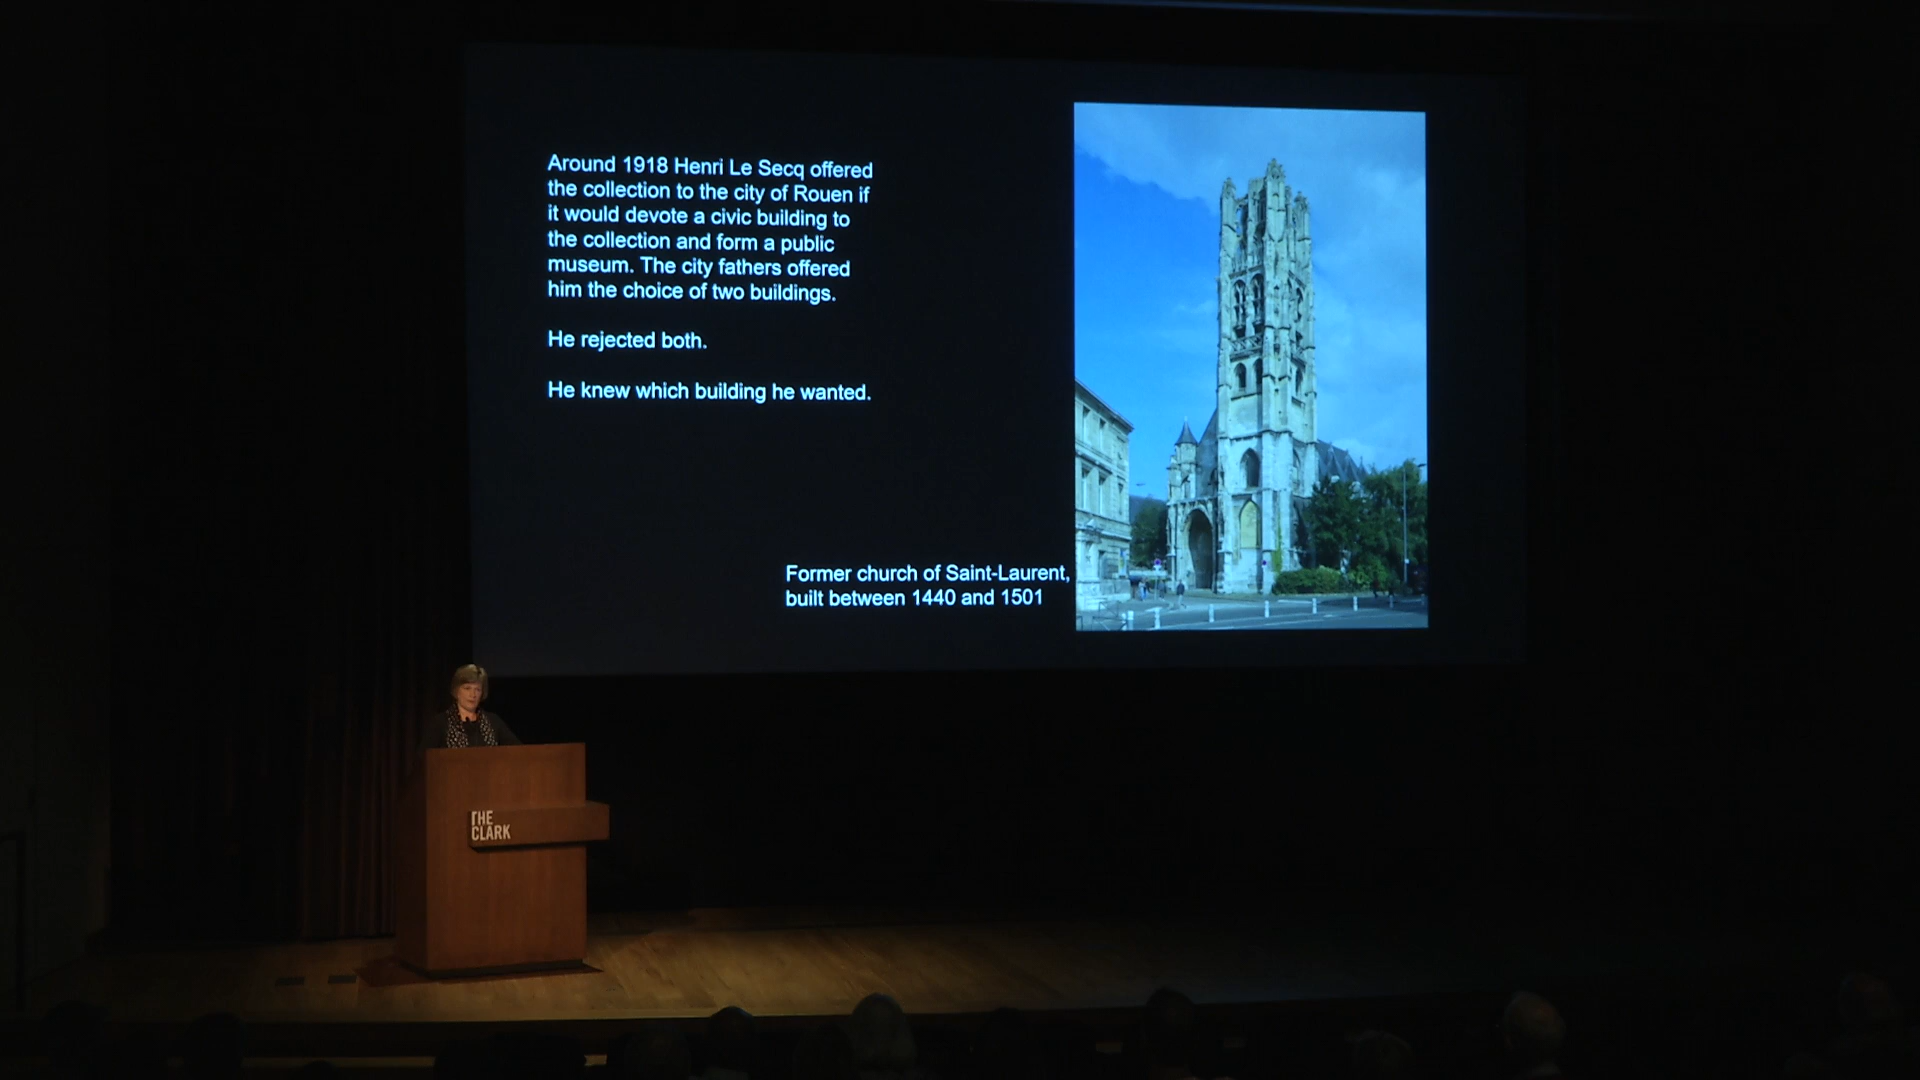 Around 1918 Henri Le Secq offered
the collection to the city of Rouen if
it would devote a civic building to
the collection and form a public
museum. The city fathers offered
him the choice of two buildings.
He rejected both.
He knew which building he wanted.
Former church of Saint-Laurent,
built between 1440 and 1501
THE
CLARK